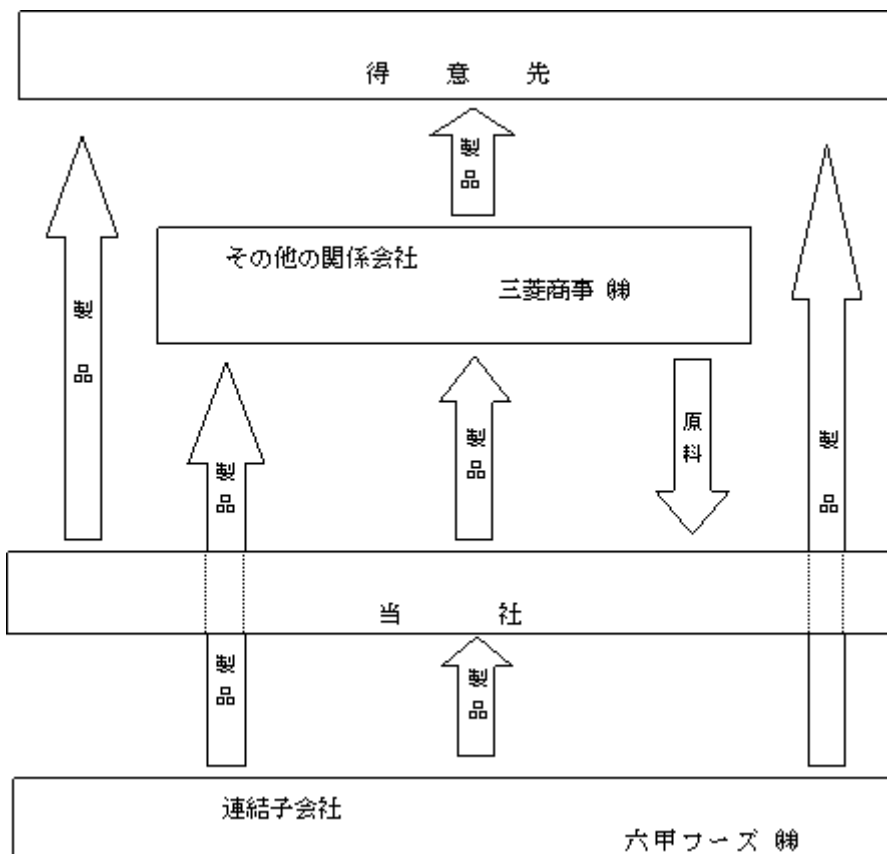 得意先
製品
その他の関係会社
三菱商事 ㈱
製品
製品
製品
製品
原料
当社
製品
製品
連結子会社
六甲フーズ ㈱